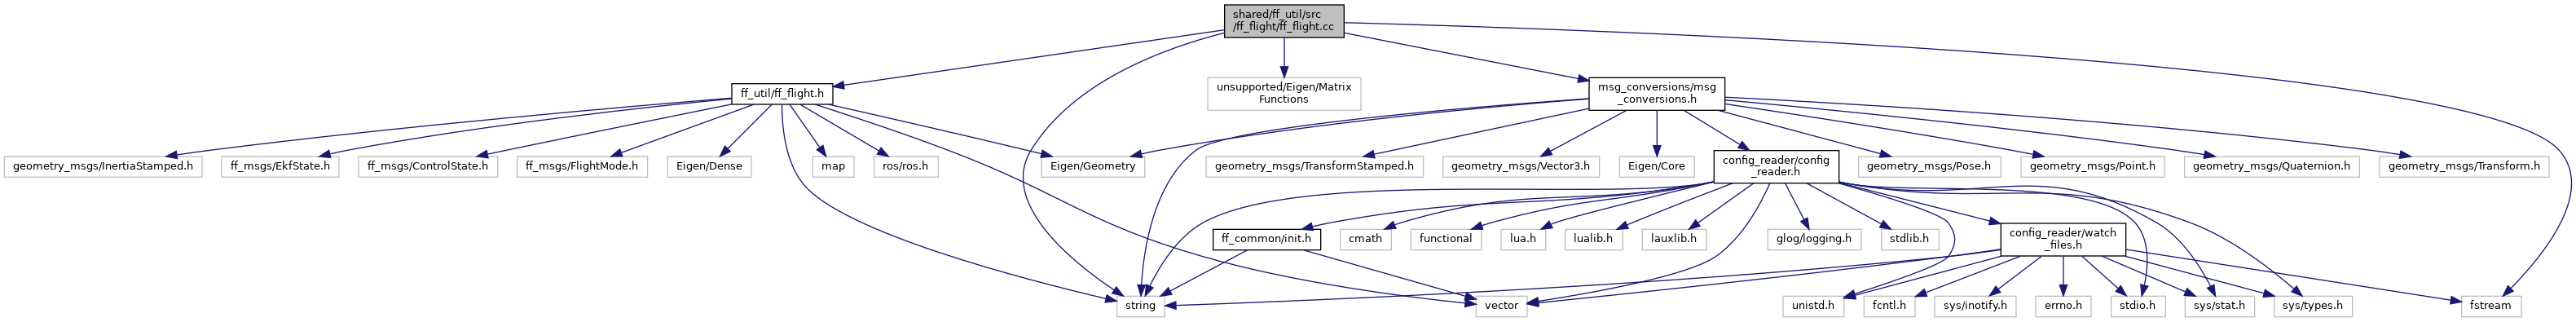 shared/ff_util/src
/ff_flight/ff_flight.cc
unsupported/Eigen/Matrix
Functions
ff_util/ff_flight.h
msg_conversions/msg
_conversions.h
geometry_msgs/InertiaStamped.h
ff_msgs/EkfState.h
ff_msgs/ControlState.h
ff_msgs/FlightMode.h
Eigen/Dense
map
ros/ros.h
Eigen/Geometry
geometry_msgs/TransformStamped.h
geometry_msgs/Vector3.h
Eigen/Core
config_reader/config
_reader.h
geometry_msgs/Pose.h
geometry_msgs/Point.h
geometry_msgs/Quaternion.h
geometry_msgs/Transform.h
ff_common/init.h
cmath
functional
lua.h
lualib.h
lauxlib.h
glog/logging.h
stdlib.h
config_reader/watch
_files.h
string
vector
unistd.h
fcntl.h
sys/inotify.h
errno.h
stdio.h
sys/stat.h
sys/types.h
fstream